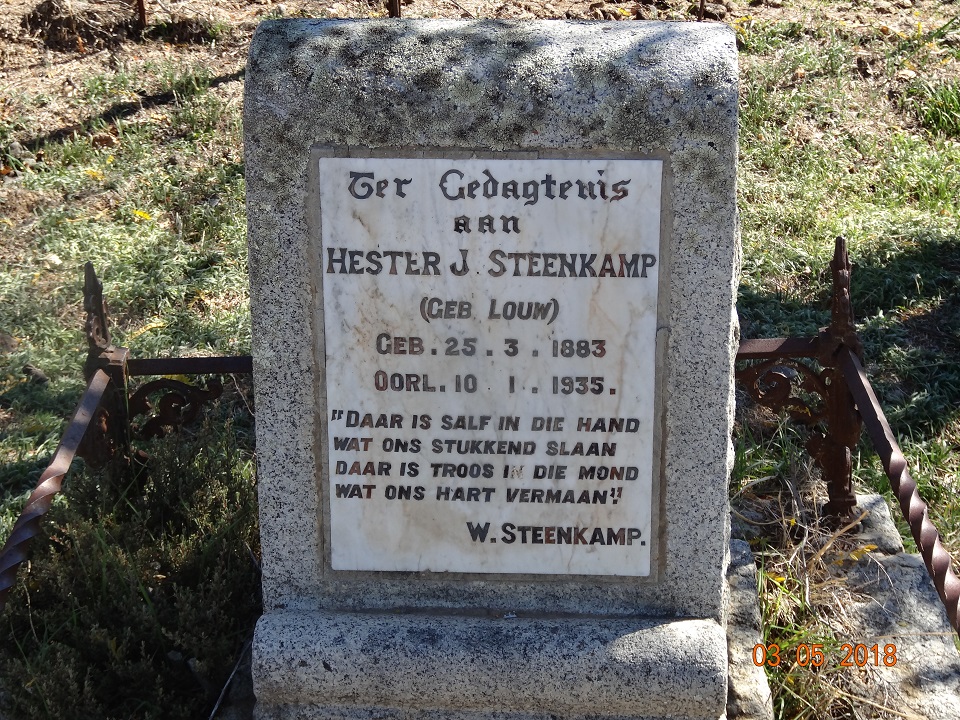 Ter Gedagtenis
aan
HESTER J. STEENKAMP
(GEB LOUW)
GEB. 25. 3. 1883
OORL. 10 1. 1935.
"DAAR IS SALF IN DIE HAND
WAT ONS STUKKEND SLAAN
DAAR IS TROOS IN DIE MOND
WAT ONS HART VERMAAN".
W. STEENKAMP.
03 05 2018